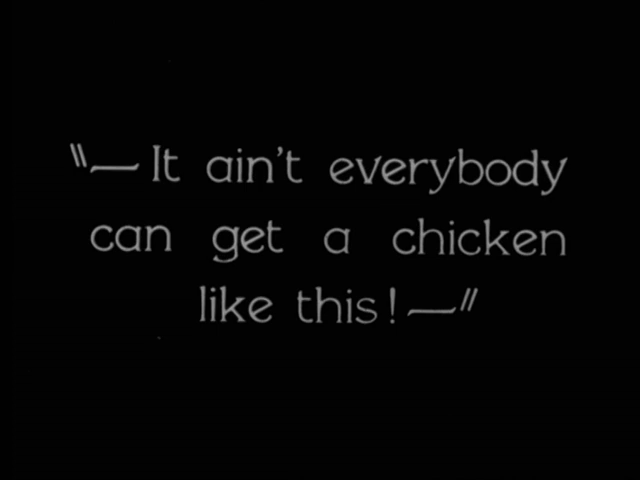 "—It ain't everybody
can get a chicken
like this!—"